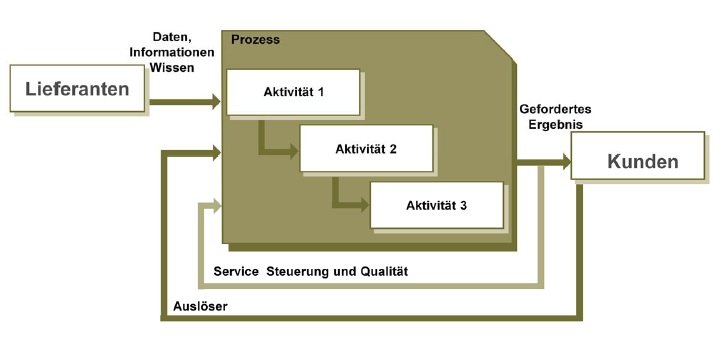 Daten,
Informationen
Wissen
Prozess
Lieferanten
Aktivität 1
Gefordertes
Ergebnis
Aktivität 2
Kunden
Aktivität 3
Service Steuerung und Qualität
Auslöser